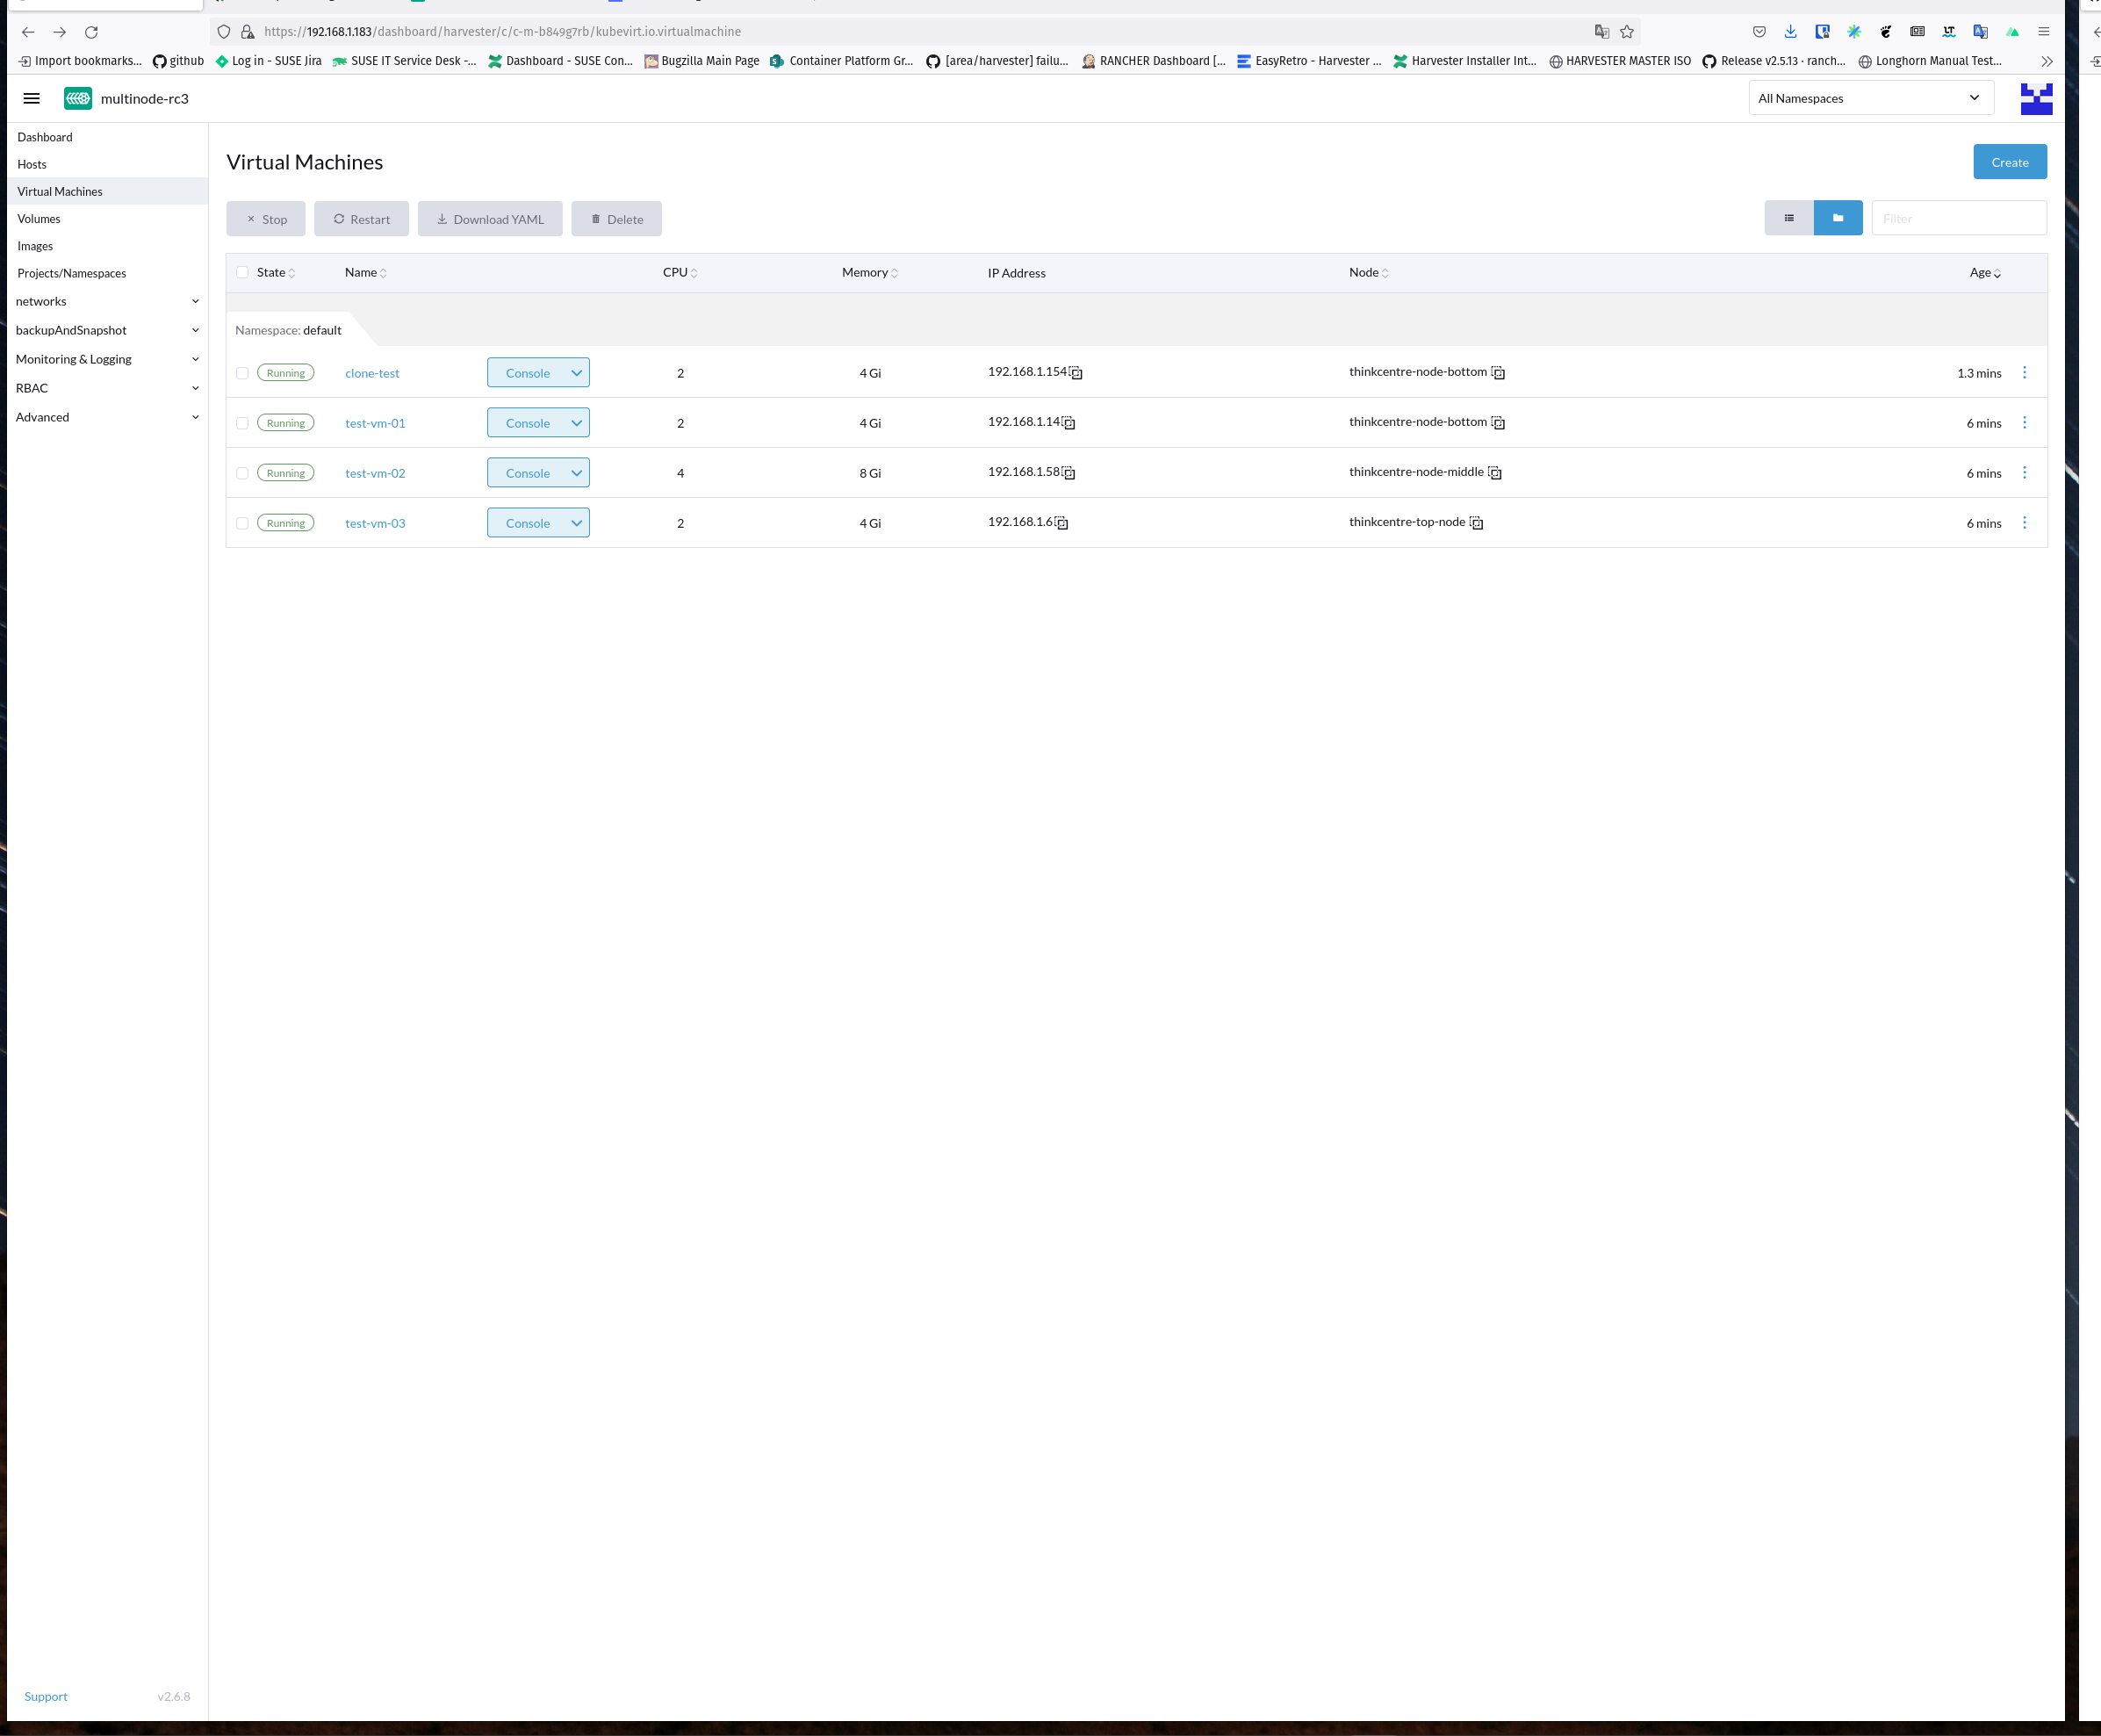 https://192.168.1.183/dashboard/harvester/c/c-m-b849g7rb/kubevirt.io.virtualmachine
Import bookmarks... github Log in - SUSE Jira SUSE IT Service Desk -... Dashboard - SUSE Con... Bugzilla Main Page Container Platform Gr... [area/harvester] failu... RANCHER Dashboard [... EasyRetro - Harvester ... Harvester Installer Int... HARVESTER MASTER ISO Release v2.5.13 · ranch... Longhorn Manual Test...
multinode-rc3 All Namespaces
Dashboard
Hosts
Virtual Machines
Volumes
Images
Projects/Namespaces
networks
backupAndSnapshot
Monitoring & Logging
RBAC
Advanced
Virtual Machines Create
Stop Restart Download YAML Delete Filter
State Name CPU Memory IP Address Node Age
Namespace: default
Running clone-test Console 2 4 Gi 192.168.1.154 thinkcentre-node-bottom 1.3 mins
Running test-vm-01 Console 2 4 Gi 192.168.1.14 thinkcentre-node-bottom 6 mins
Running test-vm-02 Console 4 8 Gi 192.168.1.58 thinkcentre-node-middle 6 mins
Running test-vm-03 Console 2 4 Gi 192.168.1.6 thinkcentre-top-node 6 mins
Support v2.6.8